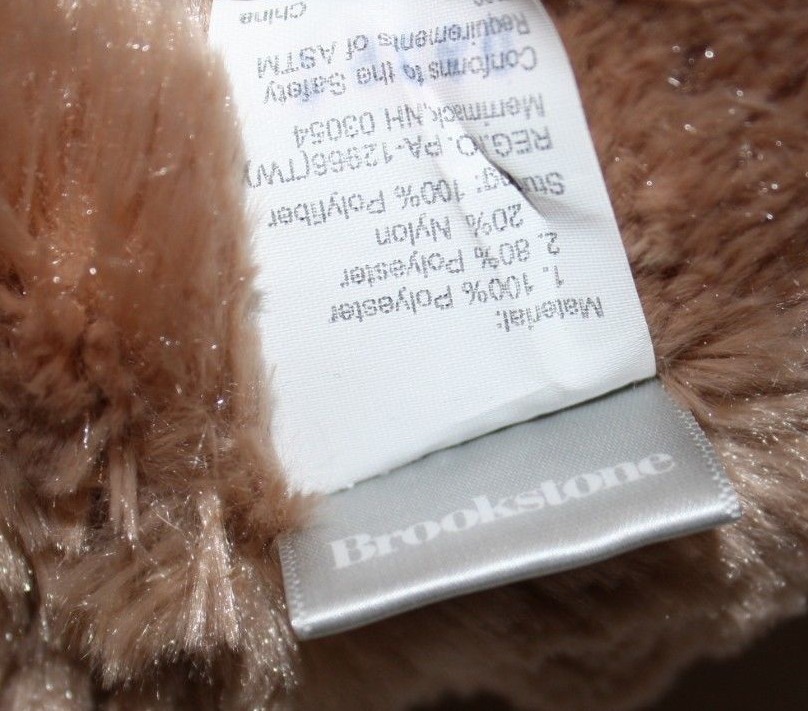 Brookstone
Material:
1. 100% Polyester
2. 80% Polyester
20% Nylon
100% Polyfiber
REG.NO. PA-12966(TW)
Merrimack,NH 03054
Conforms to the Safety
Requirements of ASTM
China